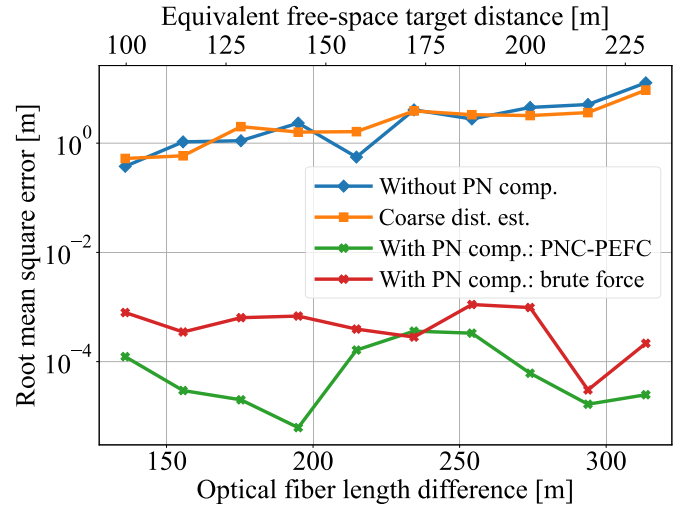 Equivalent free-space target distance [m]
100 125 150 175 200 225
Root mean square error [m]
10^0
10^−2
10^−4
Without PN comp.
Coarse dist. est.
With PN comp.: PNC-PEFC
With PN comp.: brute force
150 200 250 300
Optical fiber length difference [m]